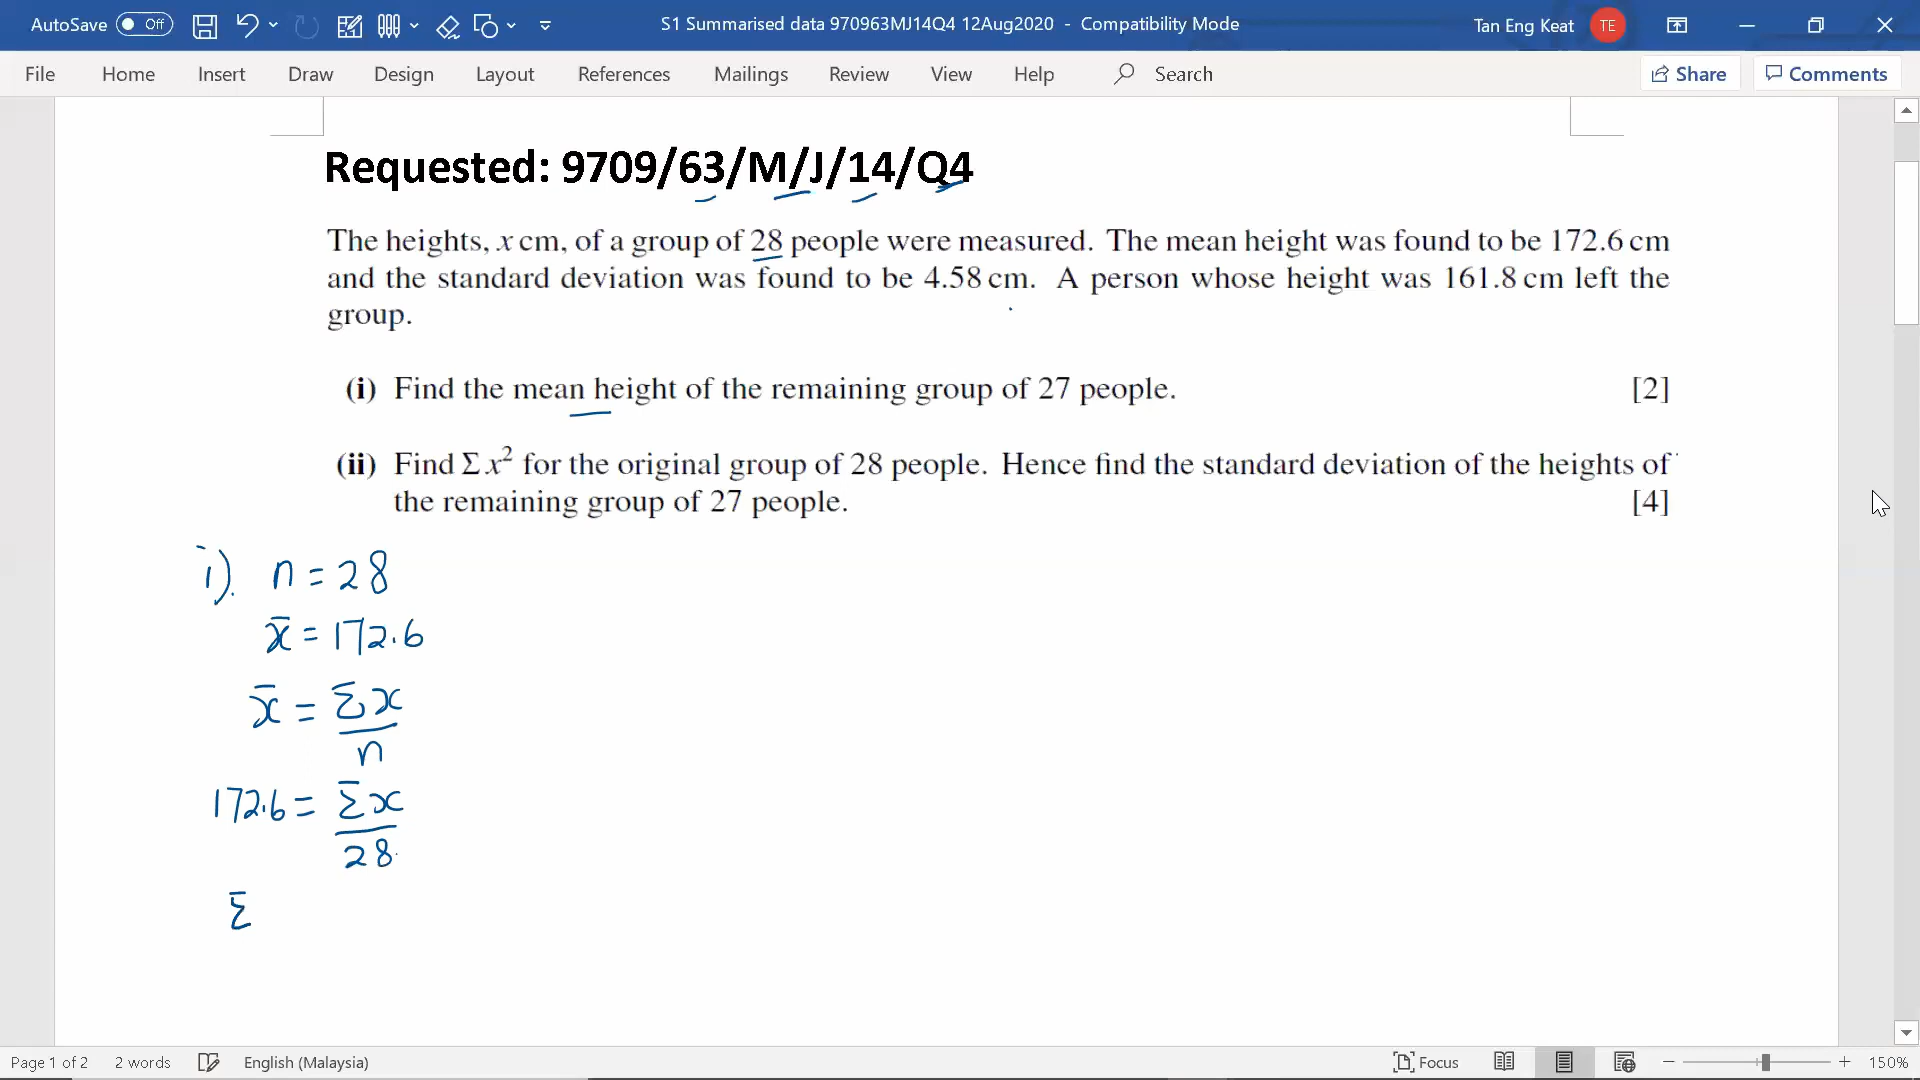 AutoSave Off S1 Summarised data 970963MJ14Q4 12Aug2020 - Compatibility Mode Tan Eng Keat TE
File Home Insert Draw Design Layout References Mailings Review View Help Search Share Comments
Requested: 9709/63/M/J/14/Q4
The heights, x cm, of a group of 28 people were measured. The mean height was found to be 172.6 cm
and the standard deviation was found to be 4.58 cm. A person whose height was 161.8 cm left the
group.
(i) Find the mean height of the remaining group of 27 people. [2]
(ii) Find Σx² for the original group of 28 people. Hence find the standard deviation of the heights of
the remaining group of 27 people. [4]
i). n = 28
x̄ = 172.6
x̄ = Σx
n
172.6 = Σx
28
Σ
Page 1 of 2 2 words English (Malaysia) Focus 150%